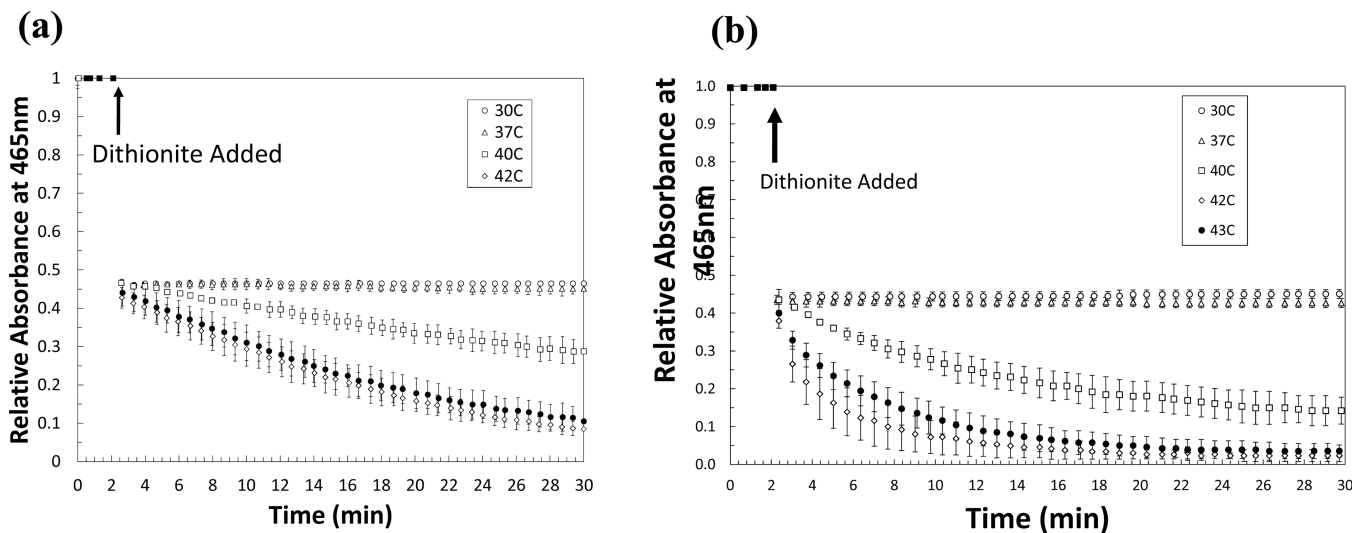 (a)
Relative Absorbance at 465nm
1
0.9
0.8
0.7
0.6
0.5
0.4
0.3
0.2
0.1
0
Dithionite Added
30C
37C
40C
42C
0 2 4 6 8 10 12 14 16 18 20 22 24 26 28 30
Time (min)
(b)
Relative Absorbance at
465nm
1.0
0.9
0.8
0.7
0.6
0.5
0.4
0.3
0.2
0.1
0.0
Dithionite Added
30C
37C
40C
42C
43C
0 2 4 6 8 10 12 14 16 18 20 22 24 26 28 30
Time (min)